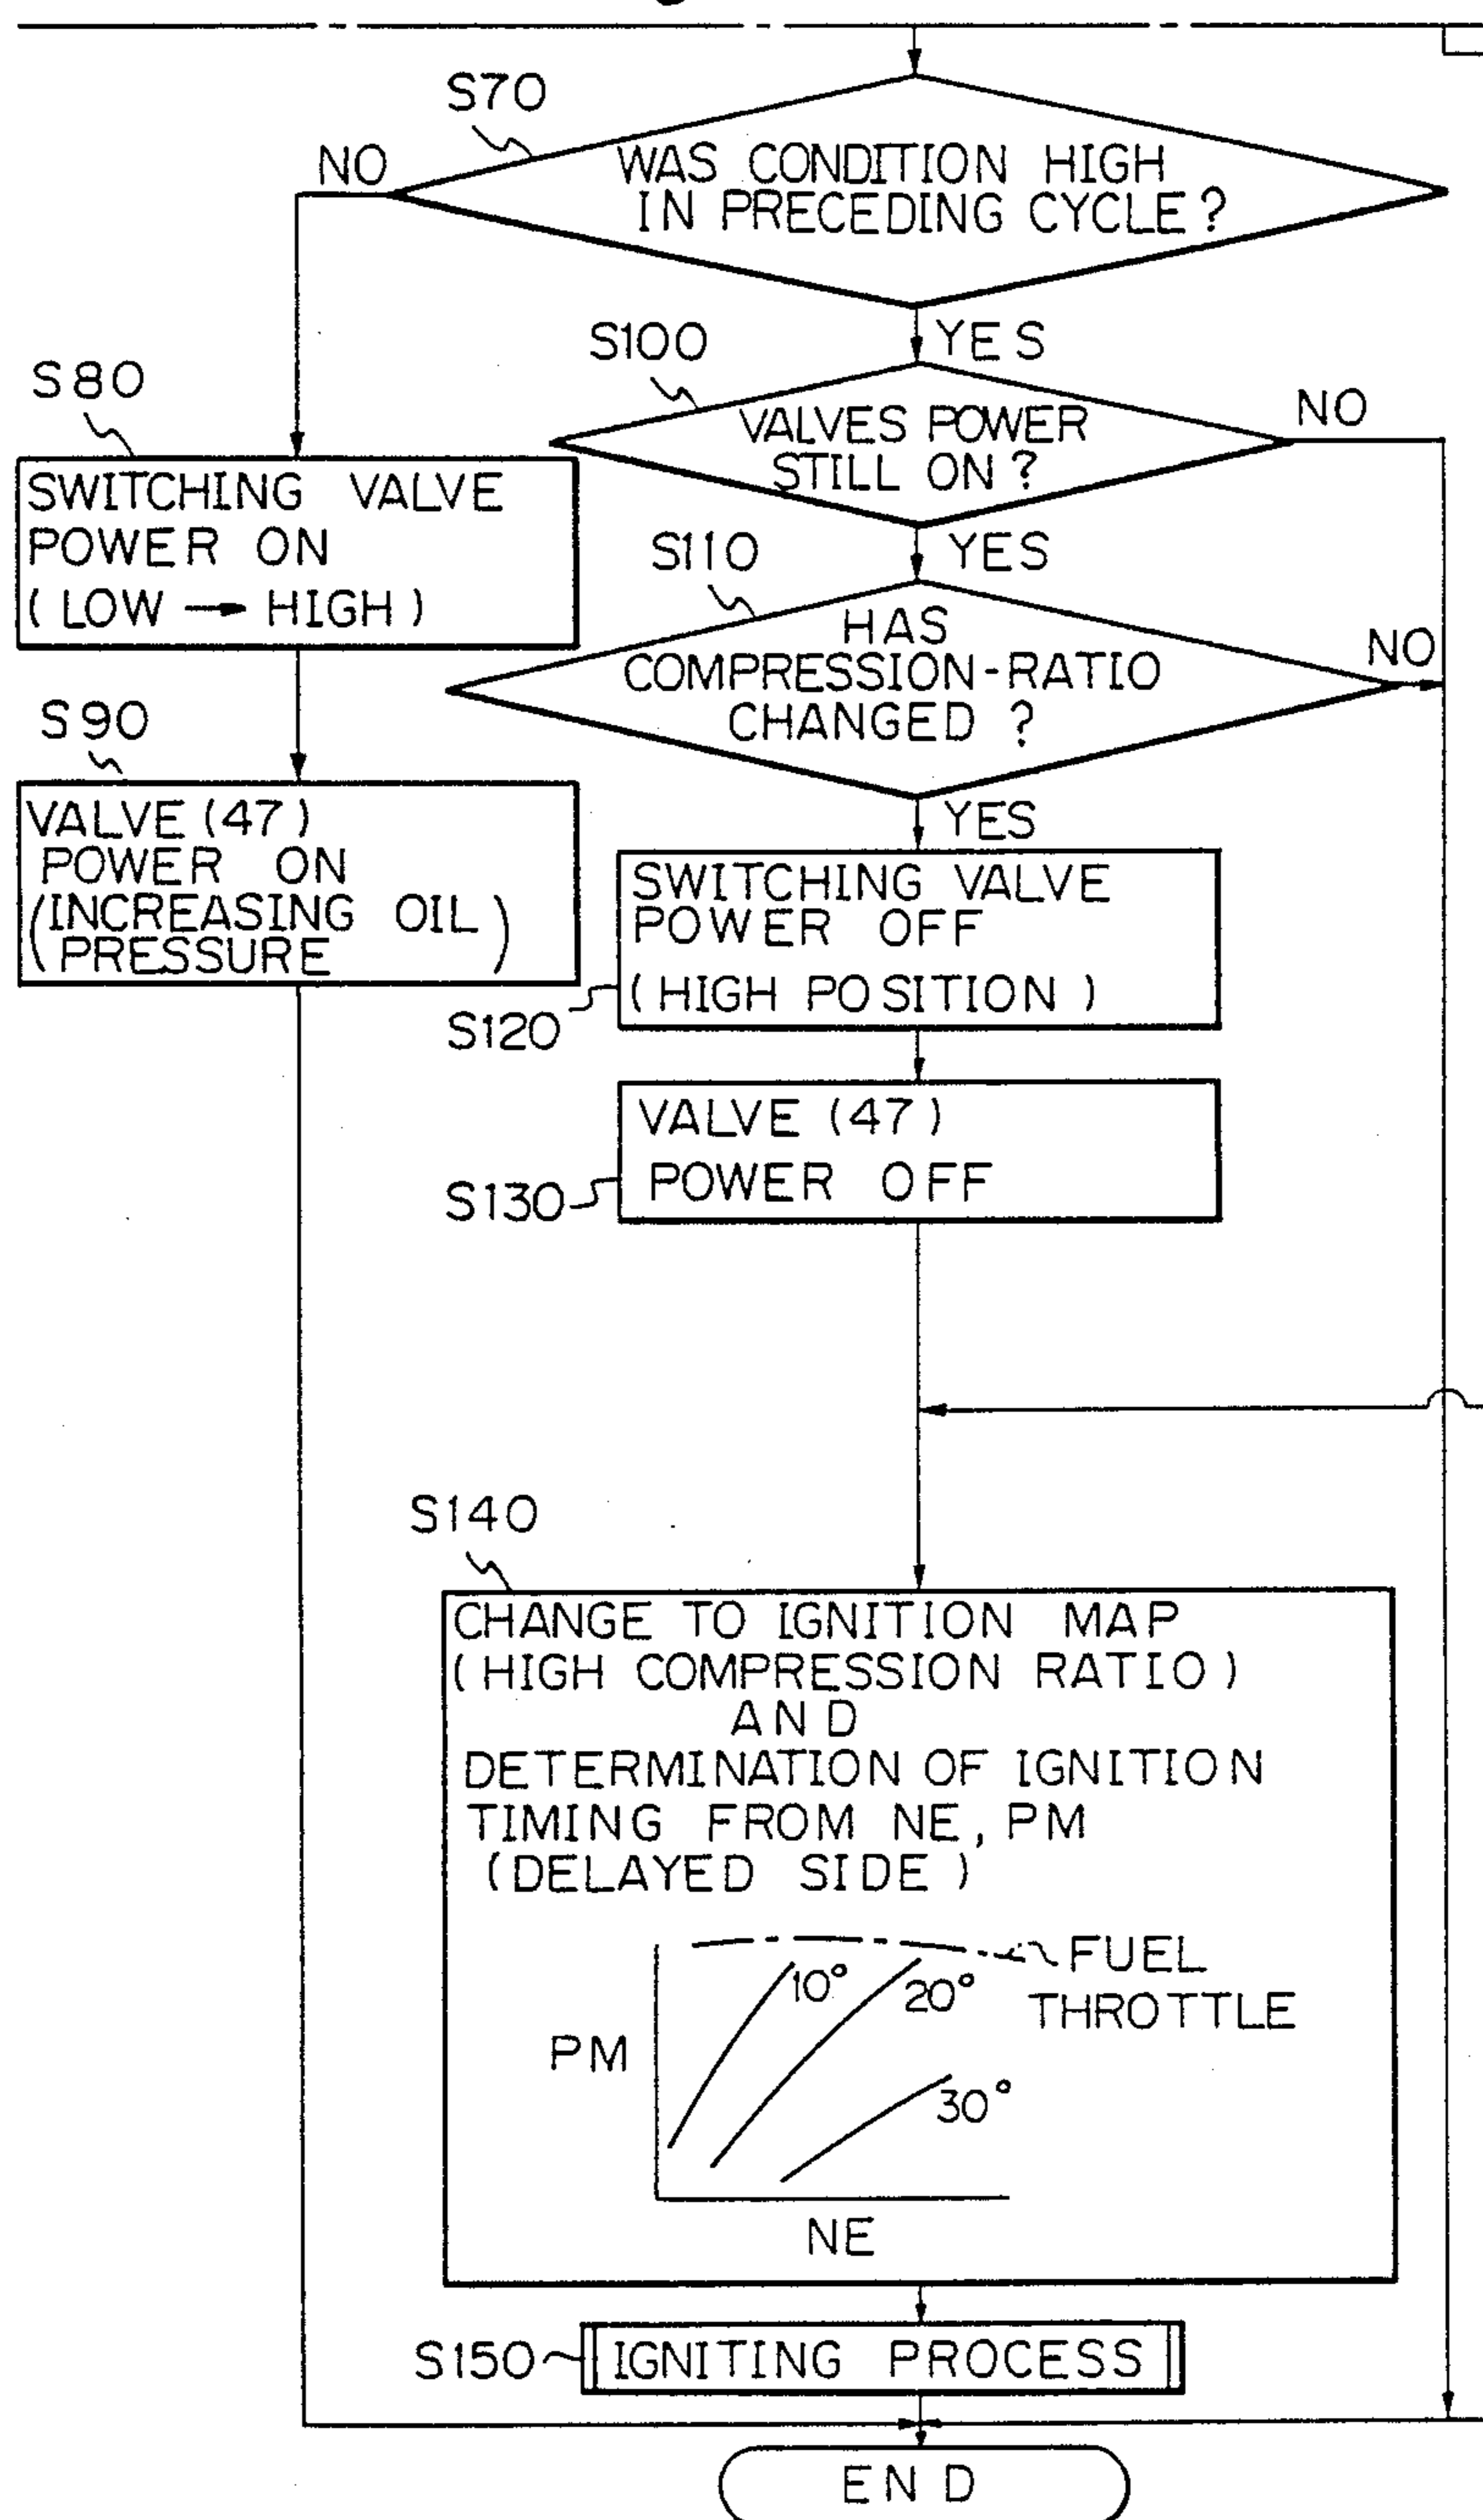 S70
NO
WAS CONDITION HIGH
IN PRECEDING CYCLE?
S100
YES
S80
NO
VALVES POWER
STILL ON?
SWITCHING VALVE
POWER ON
(LOW → HIGH)
S110
YES
HAS
COMPRESSION-RATIO
CHANGED ?
NO
S90
YES
VALVE (47)
POWER ON
(INCREASING OIL
PRESSURE)
SWITCHING VALVE
POWER OFF
(HIGH POSITION)
S120
VALVE (47)
POWER OFF
S130
S140
CHANGE TO IGNITION MAP
(HIGH COMPRESSION RATIO)
AND
DETERMINATION OF IGNITION
TIMING FROM NE, PM
(DELAYED SIDE)
FUEL
THROTTLE
10°
20°
PM
30°
NE
S150
IGNITING PROCESS
END